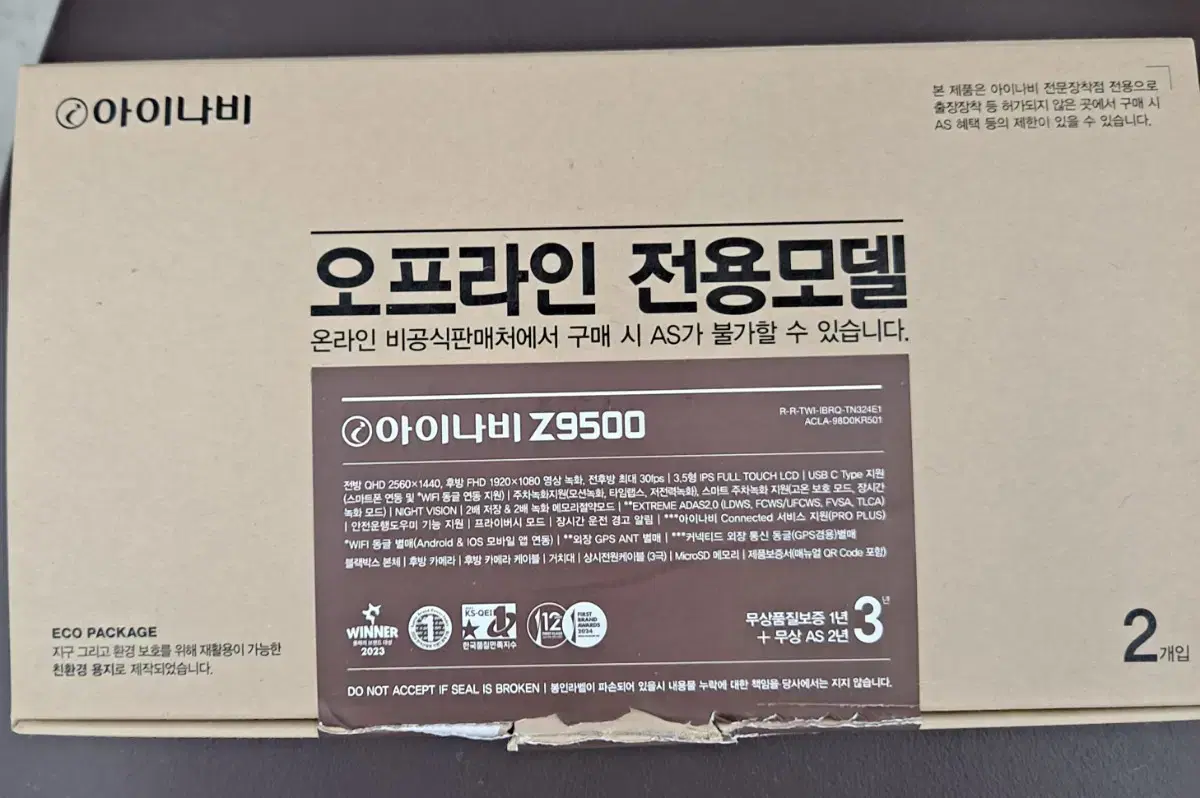 아이나비
본 제품은 아이나비 전문장착점 전용으로
출장장착 등 허가되지 않은 곳에서 구매 시
AS 혜택 등의 제한이 있을 수 있습니다.
오프라인 전용모델
온라인 비공식판매처에서 구매 시 AS가 불가할 수 있습니다.
아이나비 Z9500
R-R-TWI-IBRQ-TN324E1
ACLA-98D0KR501
전방 QHD 2560×1440, 후방 FHD 1920×1080 영상 녹화, 전후방 최대 30fps | 3.5형 IPS FULL TOUCH LCD | USB C Type 지원
(스마트폰 연동 및 *WIFI 동글 연동 지원) | 주차녹화지원(모션녹화, 타임랩스, 저전력녹화), 스마트 주차녹화 지원(고온 보호 모드, 장시간
녹화 모드) | NIGHT VISION | 2배 저장 & 2배 녹화 메모리절약모드 | **EXTREME ADAS2.0 (LDWS, FCWS/UFCWS, FVSA, TLCA)
| 안전운행도우미 기능 지원 | 프라이버시 모드 | 장시간 운전 경고 알림 | ***아이나비 Connected 서비스 지원(PRO PLUS)
*WIFI 동글 별매(Android & IOS 모바일 앱 연동) | **외장 GPS ANT 별매 | ***커넥티드 외장 통신 동글(GPS겸용)별매
블랙박스 본체 | 후방 카메라 | 후방 카메라 케이블 | 거치대 | 상시전원케이블 (3극) | MicroSD 메모리 | 제품보증서(매뉴얼 QR Code 포함)
WINNER
2023
1
KS-QEI
한국품질만족지수
12
FIRST
BRAND
AWARDS
2024
무상품질보증 1년
+ 무상 AS 2년
3년
ECO PACKAGE
지구 그리고 환경 보호를 위해 재활용이 가능한
친환경 용지로 제작되었습니다.
2개입
DO NOT ACCEPT IF SEAL IS BROKEN | 봉인라벨이 파손되어 있을시 내용물 누락에 대한 책임을 당사에서는 지지 않습니다.